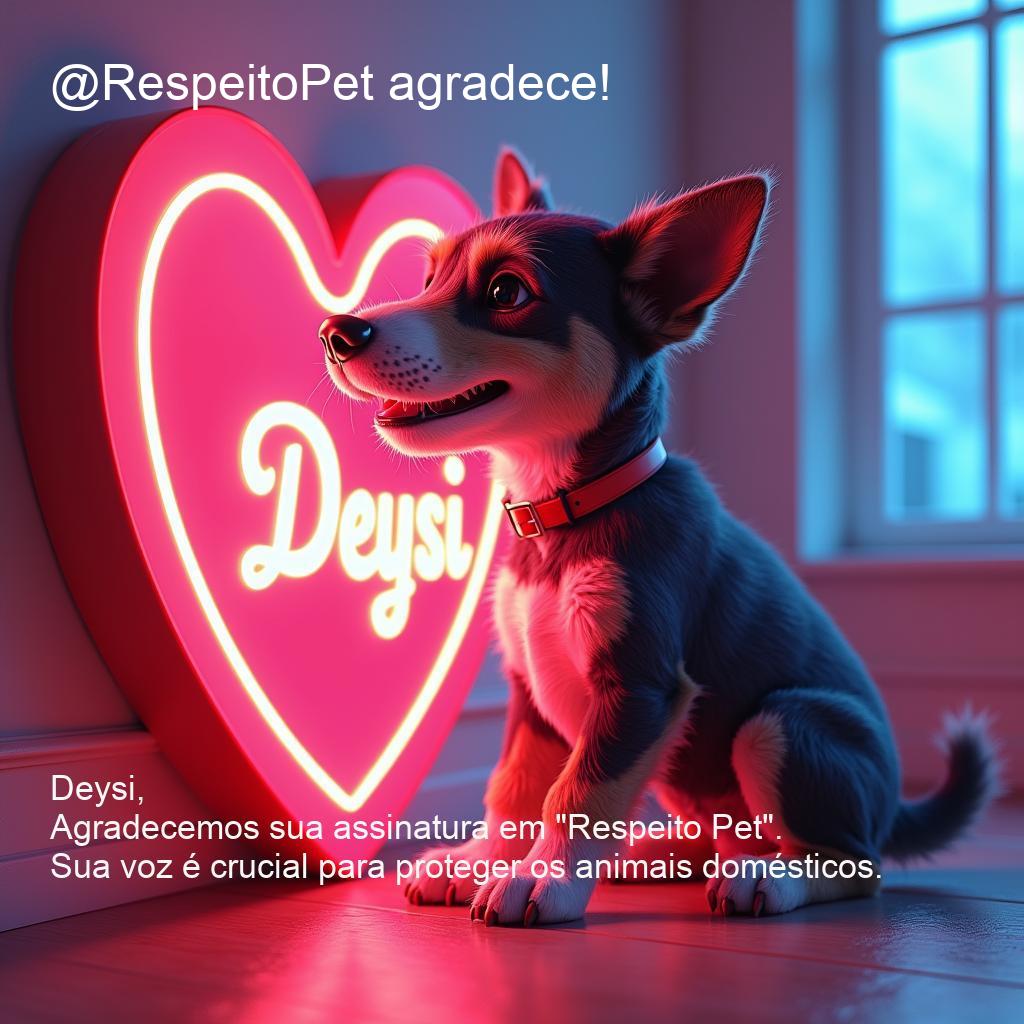 @RespeitoPet agradece!
Deysi
Deysi,
Agradecemos sua assinatura em "Respeito Pet".
Sua voz é crucial para proteger os animais domésticos.